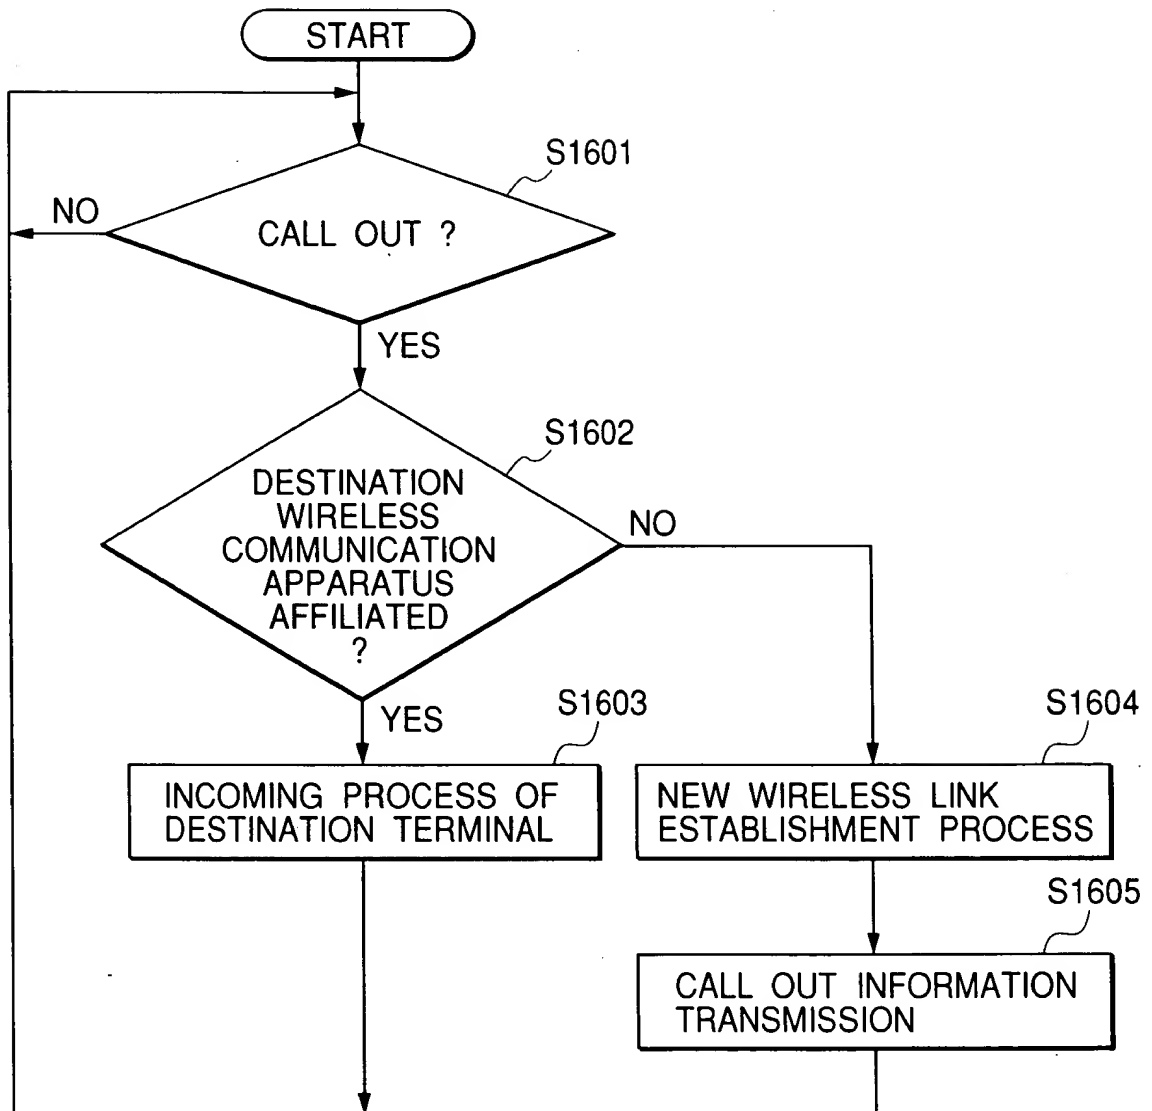 START
S1601
NO
CALL OUT ?
YES
S1602
DESTINATION
WIRELESS
COMMUNICATION
APPARATUS
AFFILIATED
?
NO
YES
S1603
S1604
INCOMING PROCESS OF
DESTINATION TERMINAL
NEW WIRELESS LINK
ESTABLISHMENT PROCESS
S1605
CALL OUT INFORMATION
TRANSMISSION